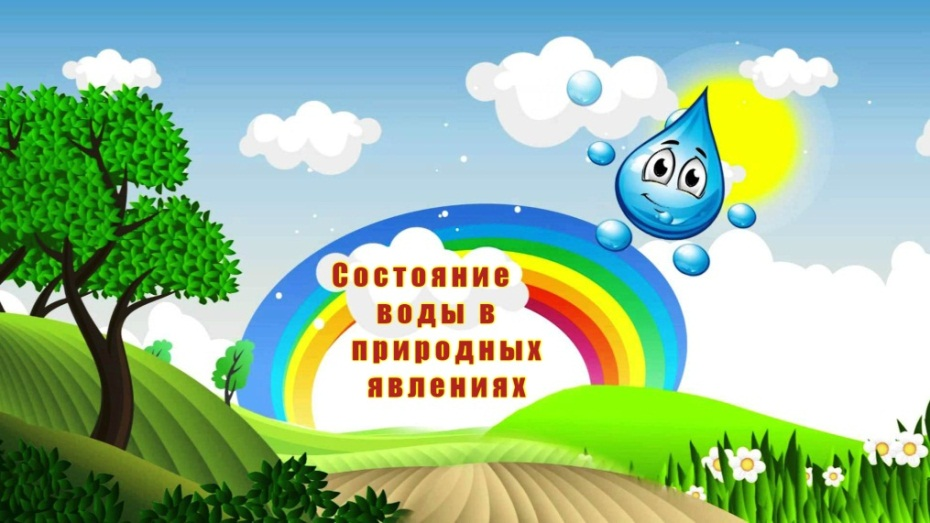 Состояние
воды в
природных
явлениях